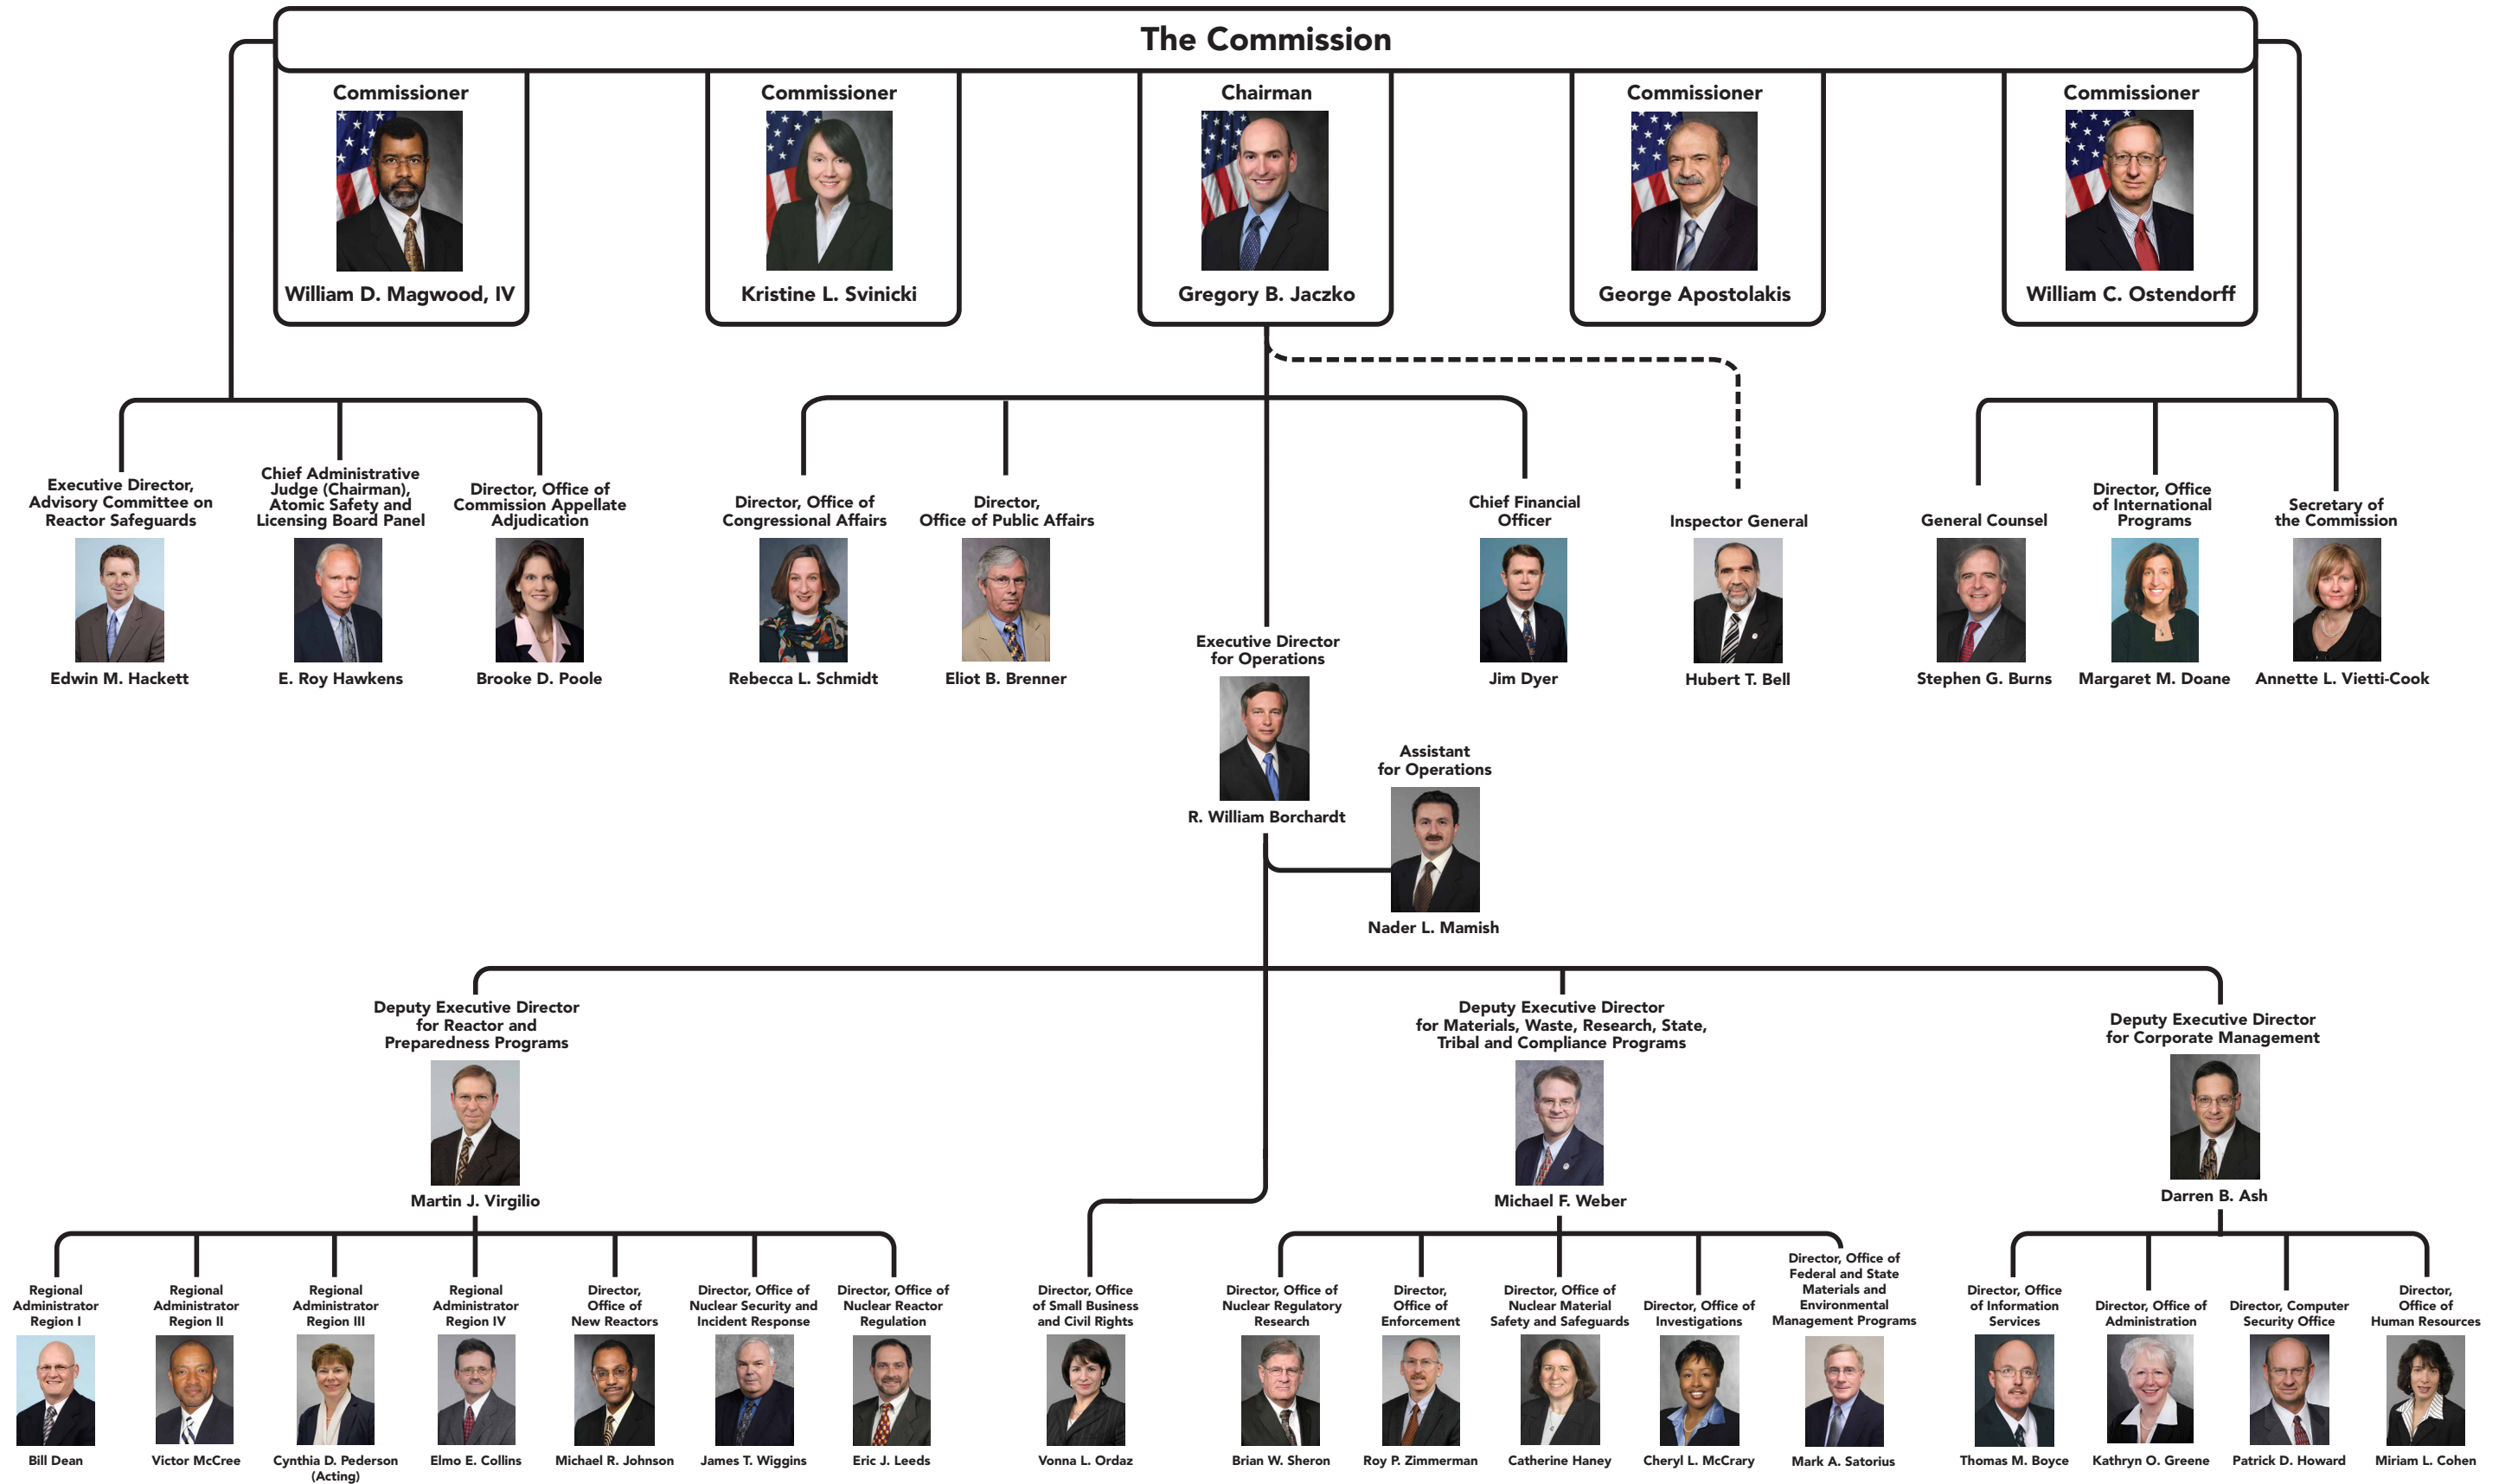 The Commission
Commissioner
William D. Magwood, IV
Commissioner
Kristine L. Svinicki
Chairman
Gregory B. Jaczko
Commissioner
George Apostolakis
Commissioner
William C. Ostendorff
Executive Director,
Advisory Committee on
Reactor Safeguards
Edwin M. Hackett
Chief Administrative
Judge (Chairman),
Atomic Safety and
Licensing Board Panel
E. Roy Hawkens
Director, Office of
Commission Appellate
Adjudication
Brooke D. Poole
Director, Office of
Congressional Affairs
Rebecca L. Schmidt
Director,
Office of Public Affairs
Eliot B. Brenner
Chief Financial
Officer
Jim Dyer
Inspector General
Hubert T. Bell
General Counsel
Stephen G. Burns
Director, Office
of International
Programs
Margaret M. Doane
Secretary of
the Commission
Annette L. Vietti-Cook
Executive Director
for Operations
R. William Borchardt
Assistant
for Operations
Nader L. Mamish
Deputy Executive Director
for Reactor and
Preparedness Programs
Martin J. Virgilio
Deputy Executive Director
for Materials, Waste, Research, State,
Tribal and Compliance Programs
Michael F. Weber
Deputy Executive Director
for Corporate Management
Darren B. Ash
Regional
Administrator
Region I
Bill Dean
Regional
Administrator
Region II
Victor McCree
Regional
Administrator
Region III
Cynthia D. Pederson
(Acting)
Regional
Administrator
Region IV
Elmo E. Collins
Director,
Office of
New Reactors
Michael R. Johnson
Director, Office of
Nuclear Security and
Incident Response
James T. Wiggins
Director, Office of
Nuclear Reactor
Regulation
Eric J. Leeds
Director, Office
of Small Business
and Civil Rights
Vonna L. Ordaz
Director, Office of
Nuclear Regulatory
Research
Brian W. Sheron
Director,
Office of
Enforcement
Roy P. Zimmerman
Director, Office of
Nuclear Material
Safety and Safeguards
Catherine Haney
Director, Office of
Investigations
Cheryl L. McCrary
Director, Office of
Federal and State
Materials and
Environmental
Management Programs
Mark A. Satorius
Director, Office
of Information
Services
Thomas M. Boyce
Director, Office of
Administration
Kathryn O. Greene
Director, Computer
Security Office
Patrick D. Howard
Director,
Office of
Human Resources
Miriam L. Cohen